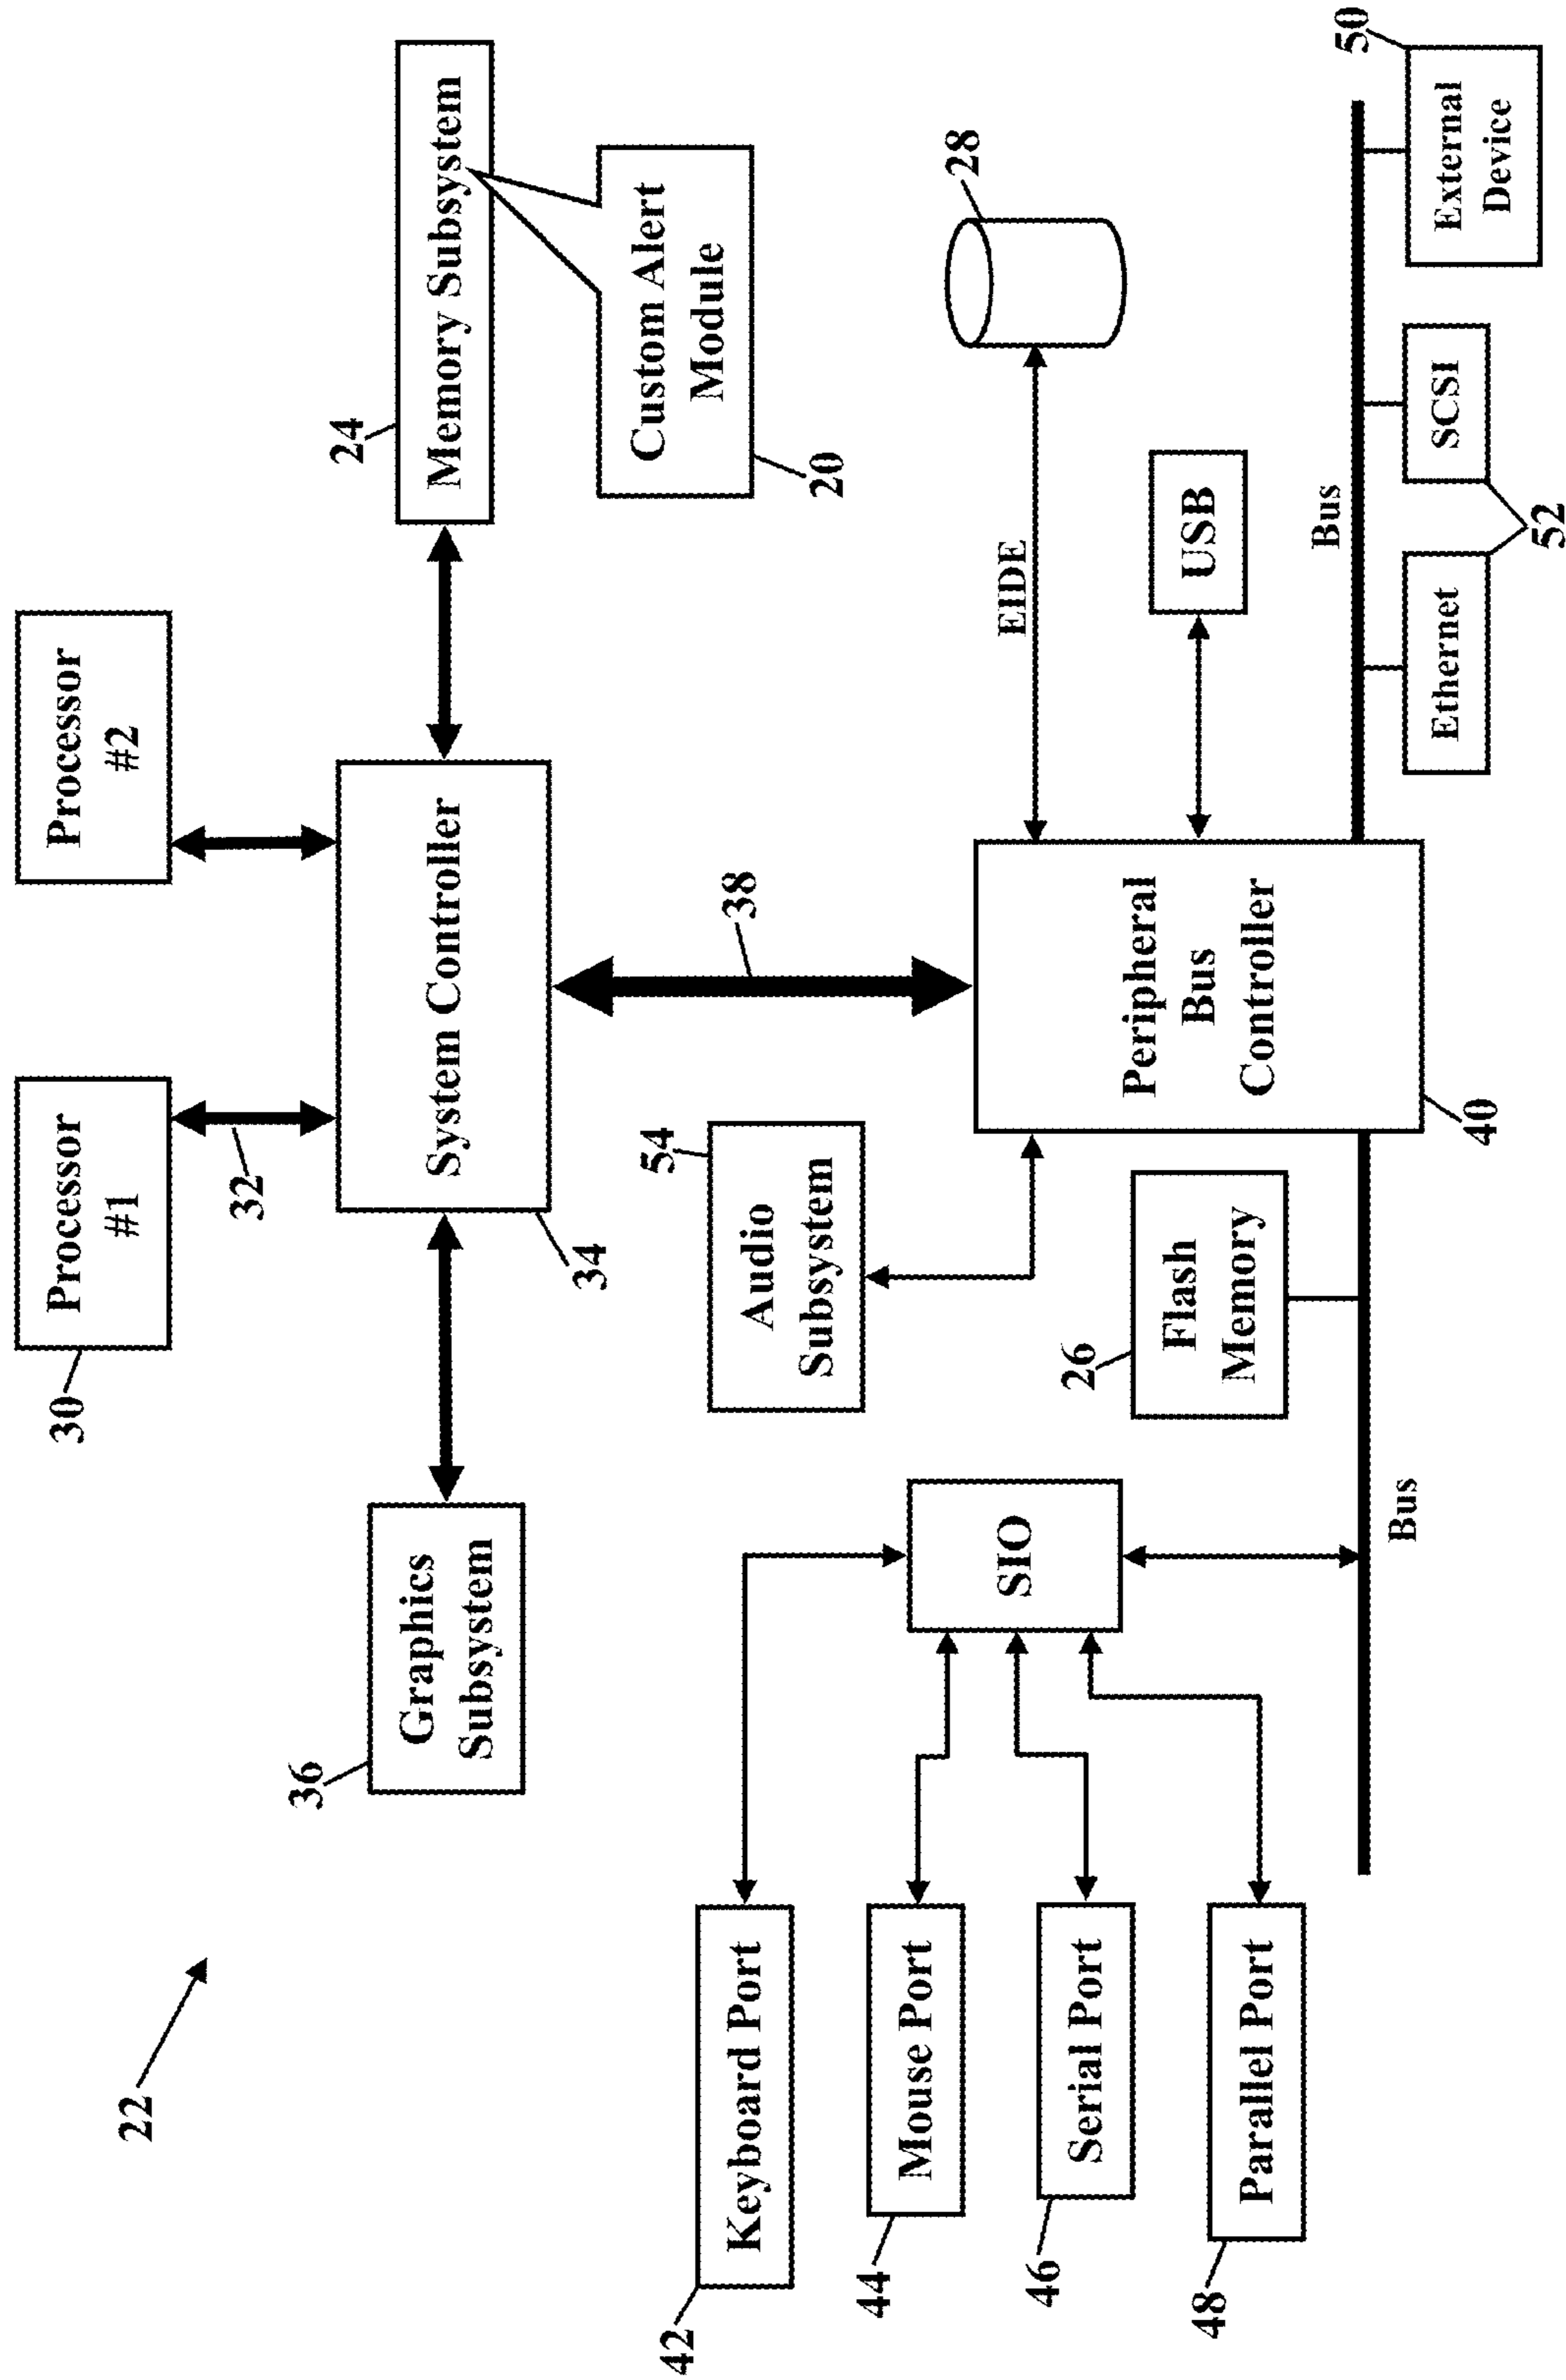 22
30
Processor
#1
32
Processor
#2
36
Graphics
Subsystem
System Controller
34
24
Memory Subsystem
Custom Alert
Module
20
38
42
Keyboard Port
44
Mouse Port
46
Serial Port
48
Parallel Port
SIO
54
Audio
Subsystem
26
Flash
Memory
Peripheral
Bus
Controller
40
EIDE
28
USB
Bus
Bus
Ethernet
SCSI
52
External
Device
50